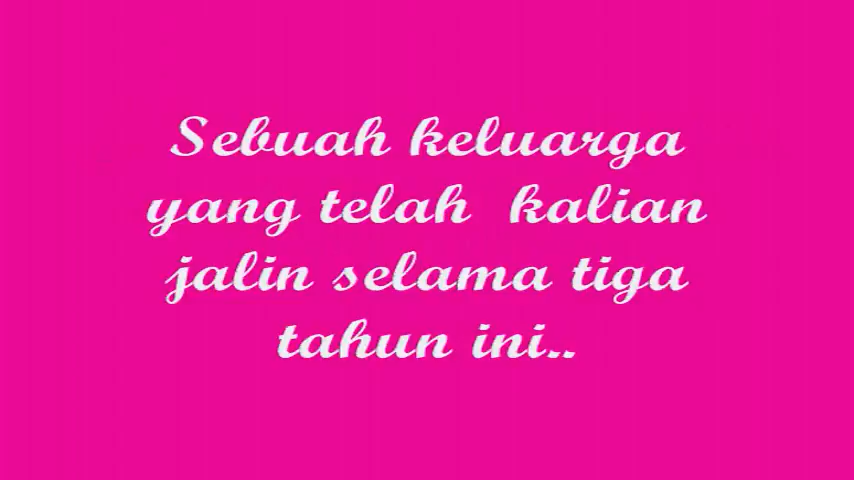 Sebuah keluarga
yang telah kalian
jalin selama tiga
tahun ini..